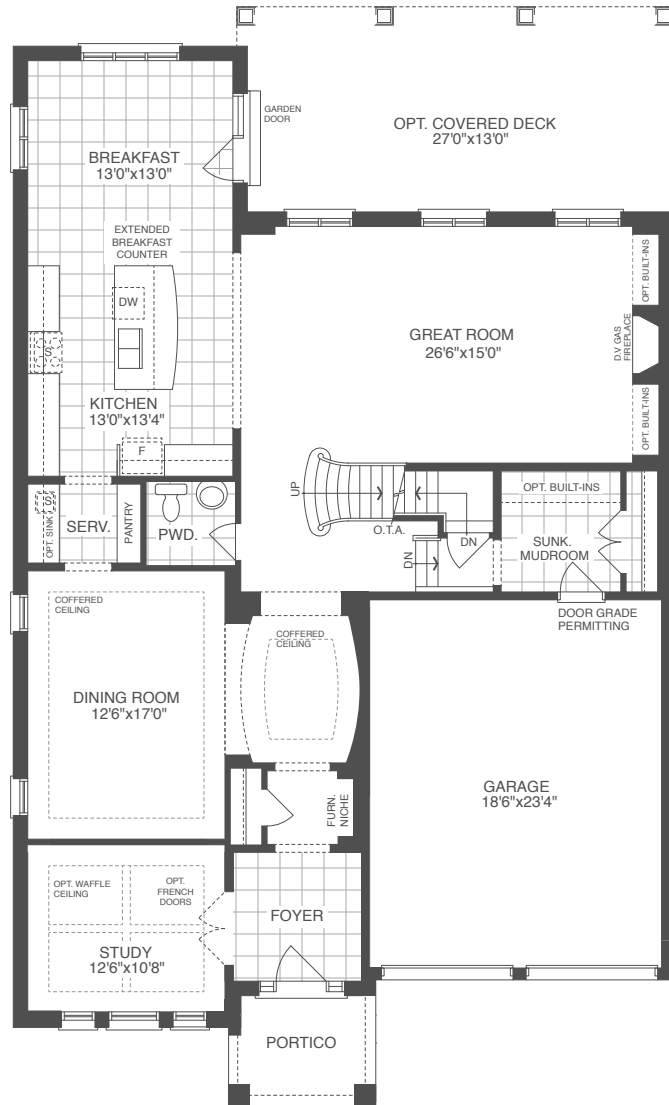 GARDEN
DOOR
OPT. COVERED DECK
27'0"x13'0"
BREAKFAST
13'0"x13'0"
EXTENDED
BREAKFAST
COUNTER
DW
S
GREAT ROOM
26'6"x15'0"
OPT. BUILT-INS
D.V GAS
FIREPLACE
OPT. BUILT-INS
KITCHEN
13'0"x13'4"
F
UP
O.T.A.
DN
DN
OPT. BUILT-INS
SUNK.
MUDROOM
OPT. SINK
SERV.
PANTRY
PWD.
DOOR GRADE
PERMITTING
COFFERED
CEILING
COFFERED
CEILING
DINING ROOM
12'6"x17'0"
GARAGE
18'6"x23'4"
FURN.
NICHE
OPT. WAFFLE
CEILING
OPT.
FRENCH
DOORS
FOYER
STUDY
12'6"x10'8"
PORTICO